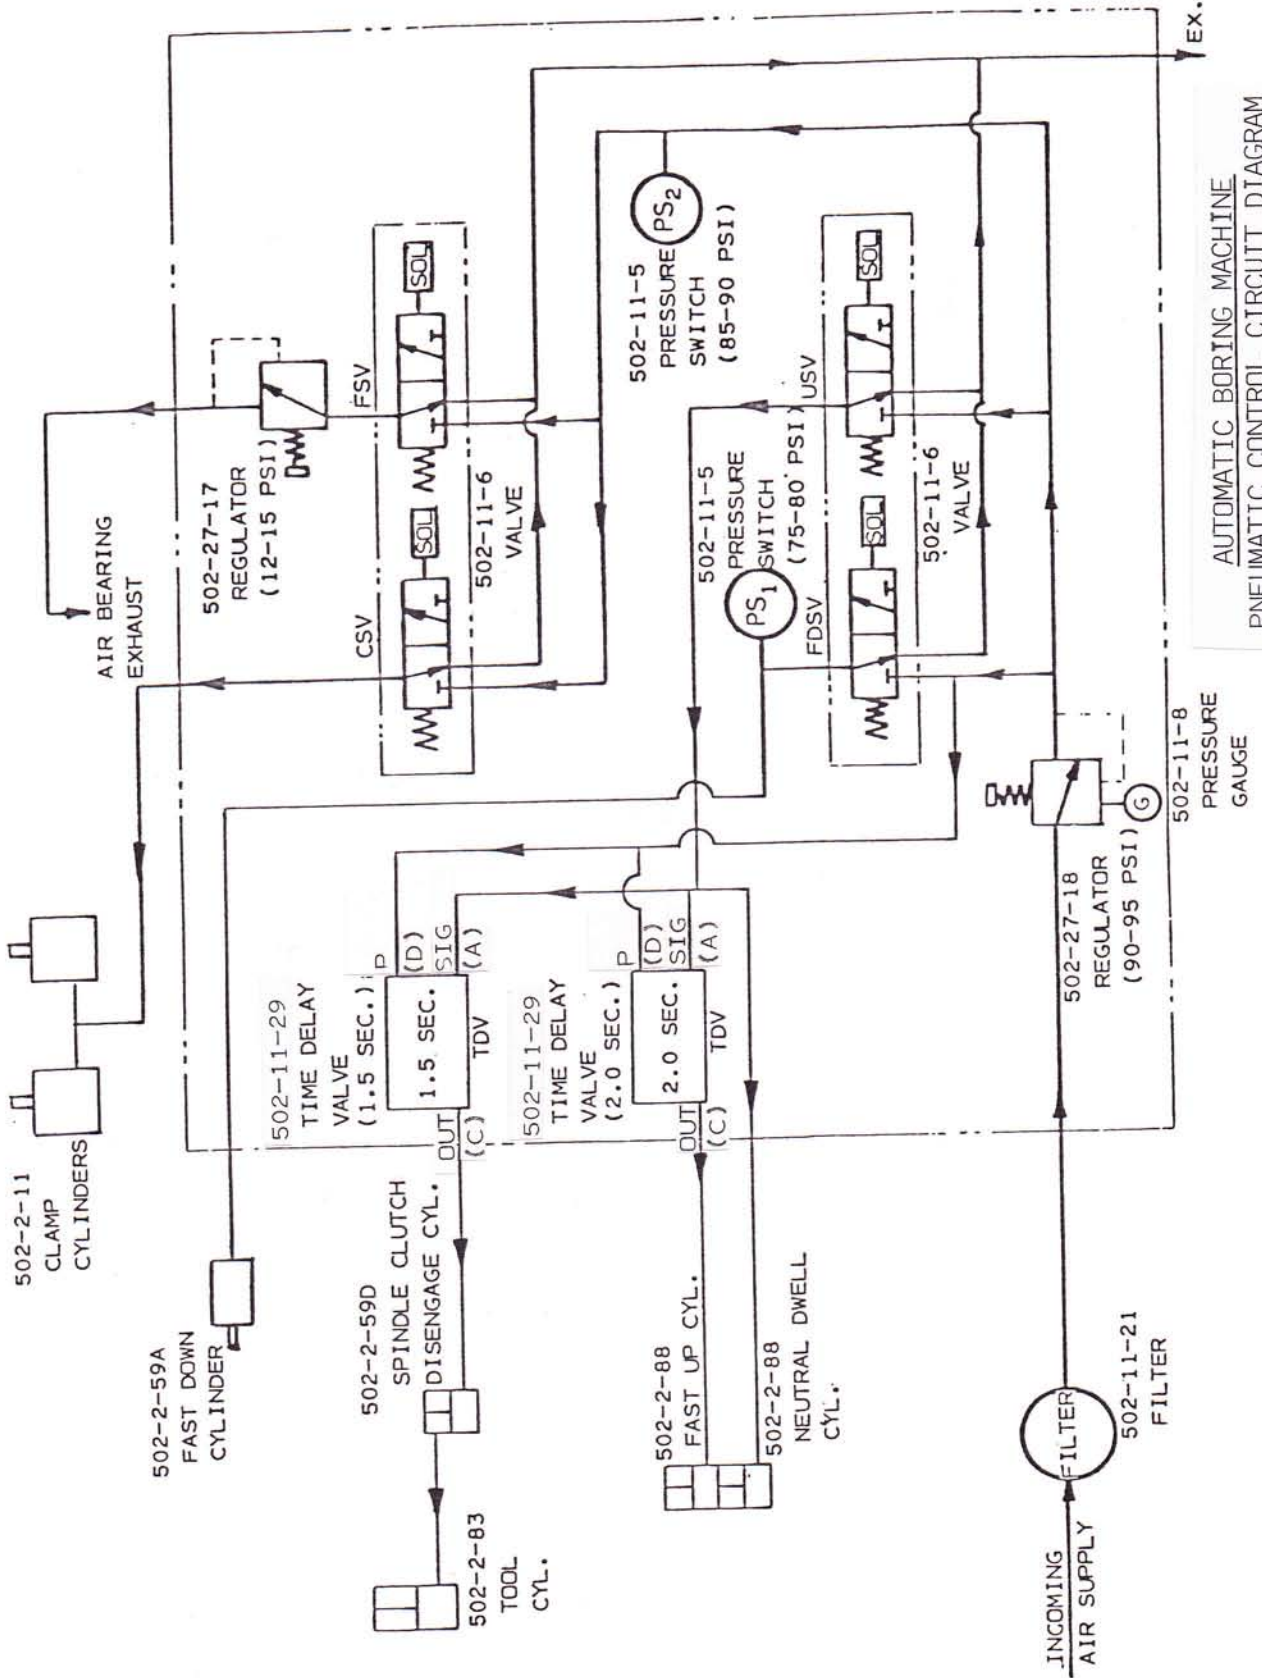 502-2-11
CLAMP
CYLINDERS
AIR BEARING
EXHAUST
502-27-17
REGULATOR
(12-15 PSI)
CSV
FSV
SOL
SOL
502-11-6
VALVE
502-2-59A
FAST DOWN
CYLINDER
502-11-29
TIME DELAY
VALVE
(1.5 SEC.)
P
(D)
SIG
(A)
1.5 SEC.
TDV
OUT
(C)
502-2-59D
SPINDLE CLUTCH
DISENGAGE CYL.
502-2-83
TOOL
CYL.
502-11-29
TIME DELAY
VALVE
(2.0 SEC.)
P
(D)
SIG
(A)
2.0 SEC.
TDV
OUT
(C)
502-2-88
FAST UP CYL.
502-2-88
NEUTRAL DWELL
CYL.
502-11-5
PRESSURE
SWITCH
(85-90 PSI)
PS2
502-11-5
PRESSURE
SWITCH
(75-80 PSI)
PS1
FDSV
USV
SOL
SOL
502-11-6
VALVE
INCOMING
AIR SUPPLY
FILTER
502-11-21
FILTER
502-27-18
REGULATOR
(90-95 PSI)
G
502-11-8
PRESSURE
GAUGE
EX.
AUTOMATIC BORING MACHINE
PNEUMATIC CONTROL CIRCUIT DIAGRAM